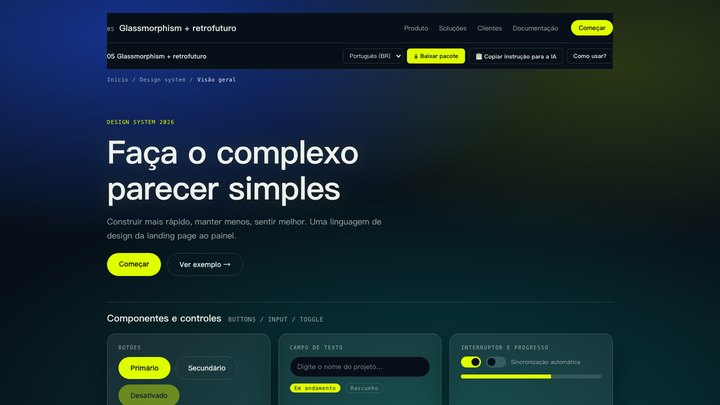 05 Glassmorphism + retrofuturo
Produto Soluções Clientes Documentação Começar
05 Glassmorphism + retrofuturo
Português (BR) Baixar pacote Copiar instrução para a IA Como usar?
Início / Design system / Visão geral
DESIGN SYSTEM 2026
Faça o complexo
parecer simples
Construir mais rápido, manter menos, sentir melhor. Uma linguagem de
design da landing page ao painel.
Começar Ver exemplo →
Componentes e controles BUTTONS / INPUT / TOGGLE
BOTÕES
Primário Secundário
Desativado
CAMPO DE TEXTO
Digite o nome do projeto...
Em andamento Rascunho
INTERRUPTOR E PROGRESSO
Sincronização automática